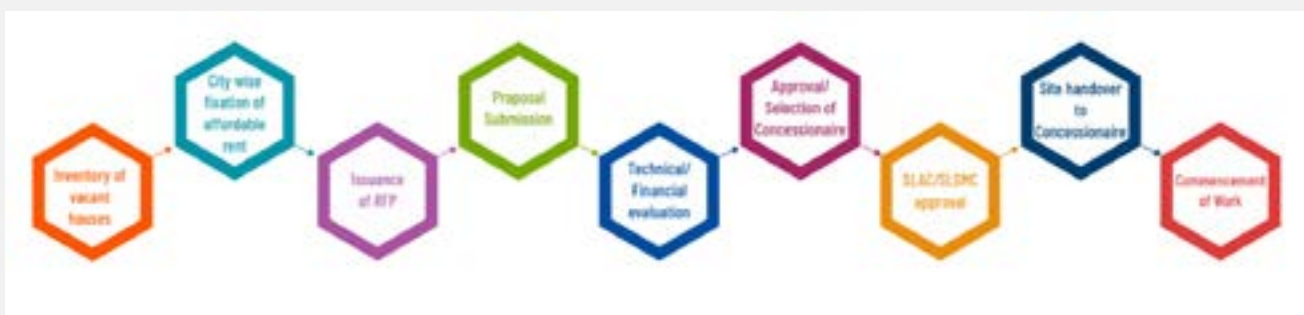 Inventory of
vacant
houses
City wise
fixation of
affordable
rent
Issuance
of RFP
Proposal
Submission
Technical/
Financial
evaluation
Approval/
Selection of
Concessionaire
SLAC/SLSMC
approval
Site handover
to
Concessionaire
Commencement
of Work